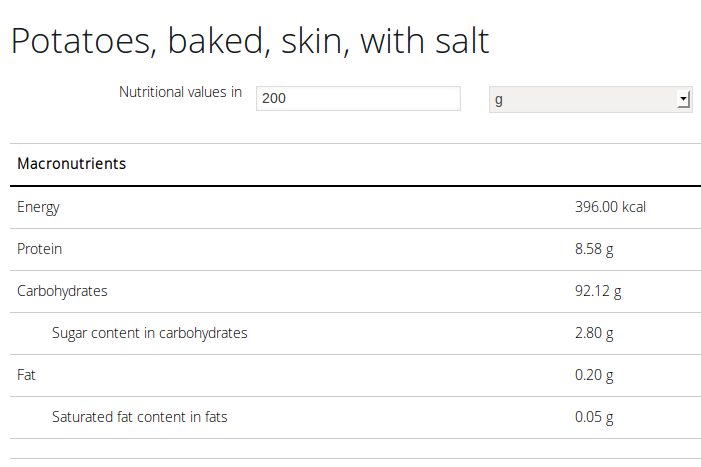 Potatoes, baked, skin, with salt
Nutritional values in 200 g
Macronutrients
Energy 396.00 kcal
Protein 8.58 g
Carbohydrates 92.12 g
Sugar content in carbohydrates 2.80 g
Fat 0.20 g
Saturated fat content in fats 0.05 g